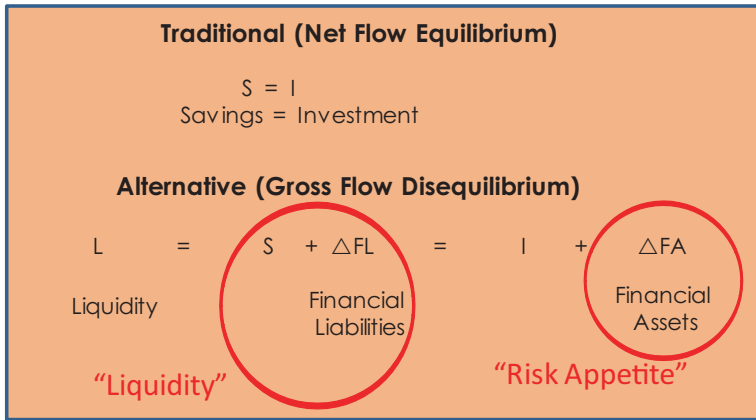 Traditional (Net Flow Equilibrium)
S = I
Savings = Investment
Alternative (Gross Flow Disequilibrium)
L = S + △FL = I + △FA
Liquidity Financial Liabilities Financial Assets
"Liquidity" “Risk Appetite”